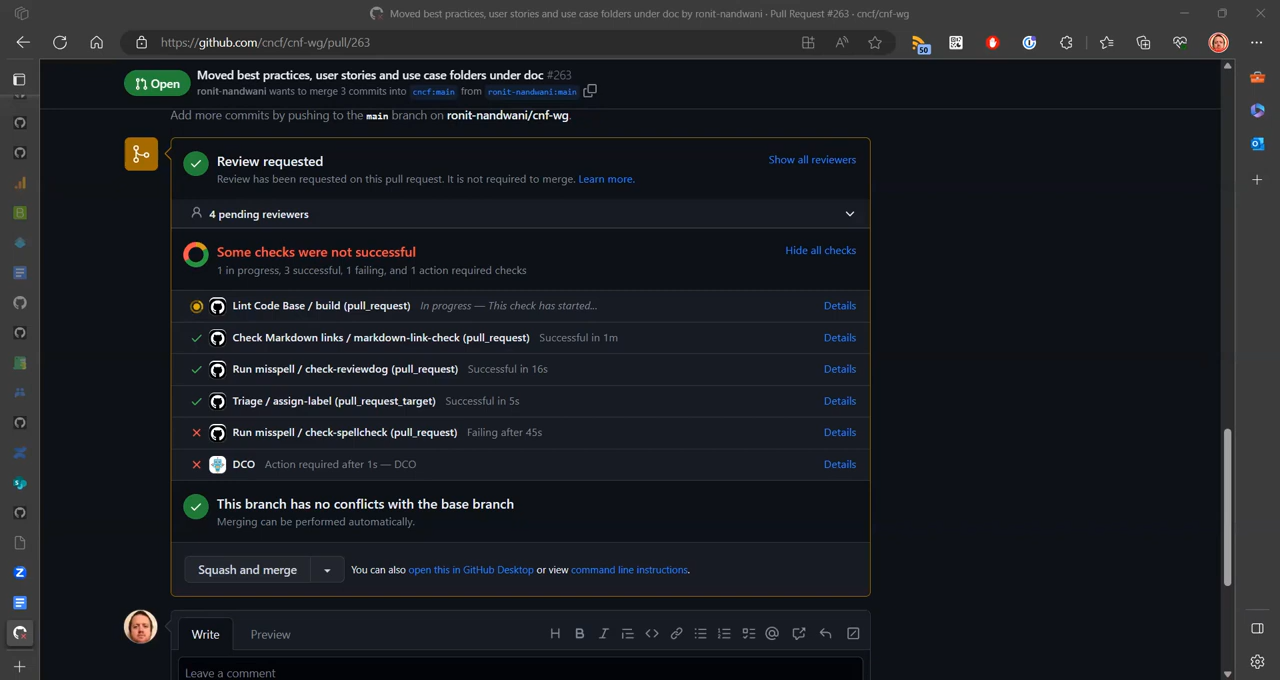 Moved best practices, user stories and use case folders under doc by ronit-nandwani · Pull Request #263 · cncf/cnf-wg
https://github.com/cncf/cnf-wg/pull/263
50
Open
Moved best practices, user stories and use case folders under doc #263
ronit-nandwani wants to merge 3 commits into cncf:main from ronit-nandwani:main
Add more commits by pushing to the main branch on ronit-nandwani/cnf-wg.
Review requested
Show all reviewers
Review has been requested on this pull request. It is not required to merge. Learn more.
4 pending reviewers
Some checks were not successful
Hide all checks
1 in progress, 3 successful, 1 failing, and 1 action required checks
Lint Code Base / build (pull_request) In progress — This check has started... Details
Check Markdown links / markdown-link-check (pull_request) Successful in 1m Details
Run misspell / check-reviewdog (pull_request) Successful in 16s Details
Triage / assign-label (pull_request_target) Successful in 5s Details
Run misspell / check-spellcheck (pull_request) Failing after 45s Details
DCO Action required after 1s — DCO Details
This branch has no conflicts with the base branch
Merging can be performed automatically.
Squash and merge You can also open this in GitHub Desktop or view command line instructions.
Write Preview
Leave a comment